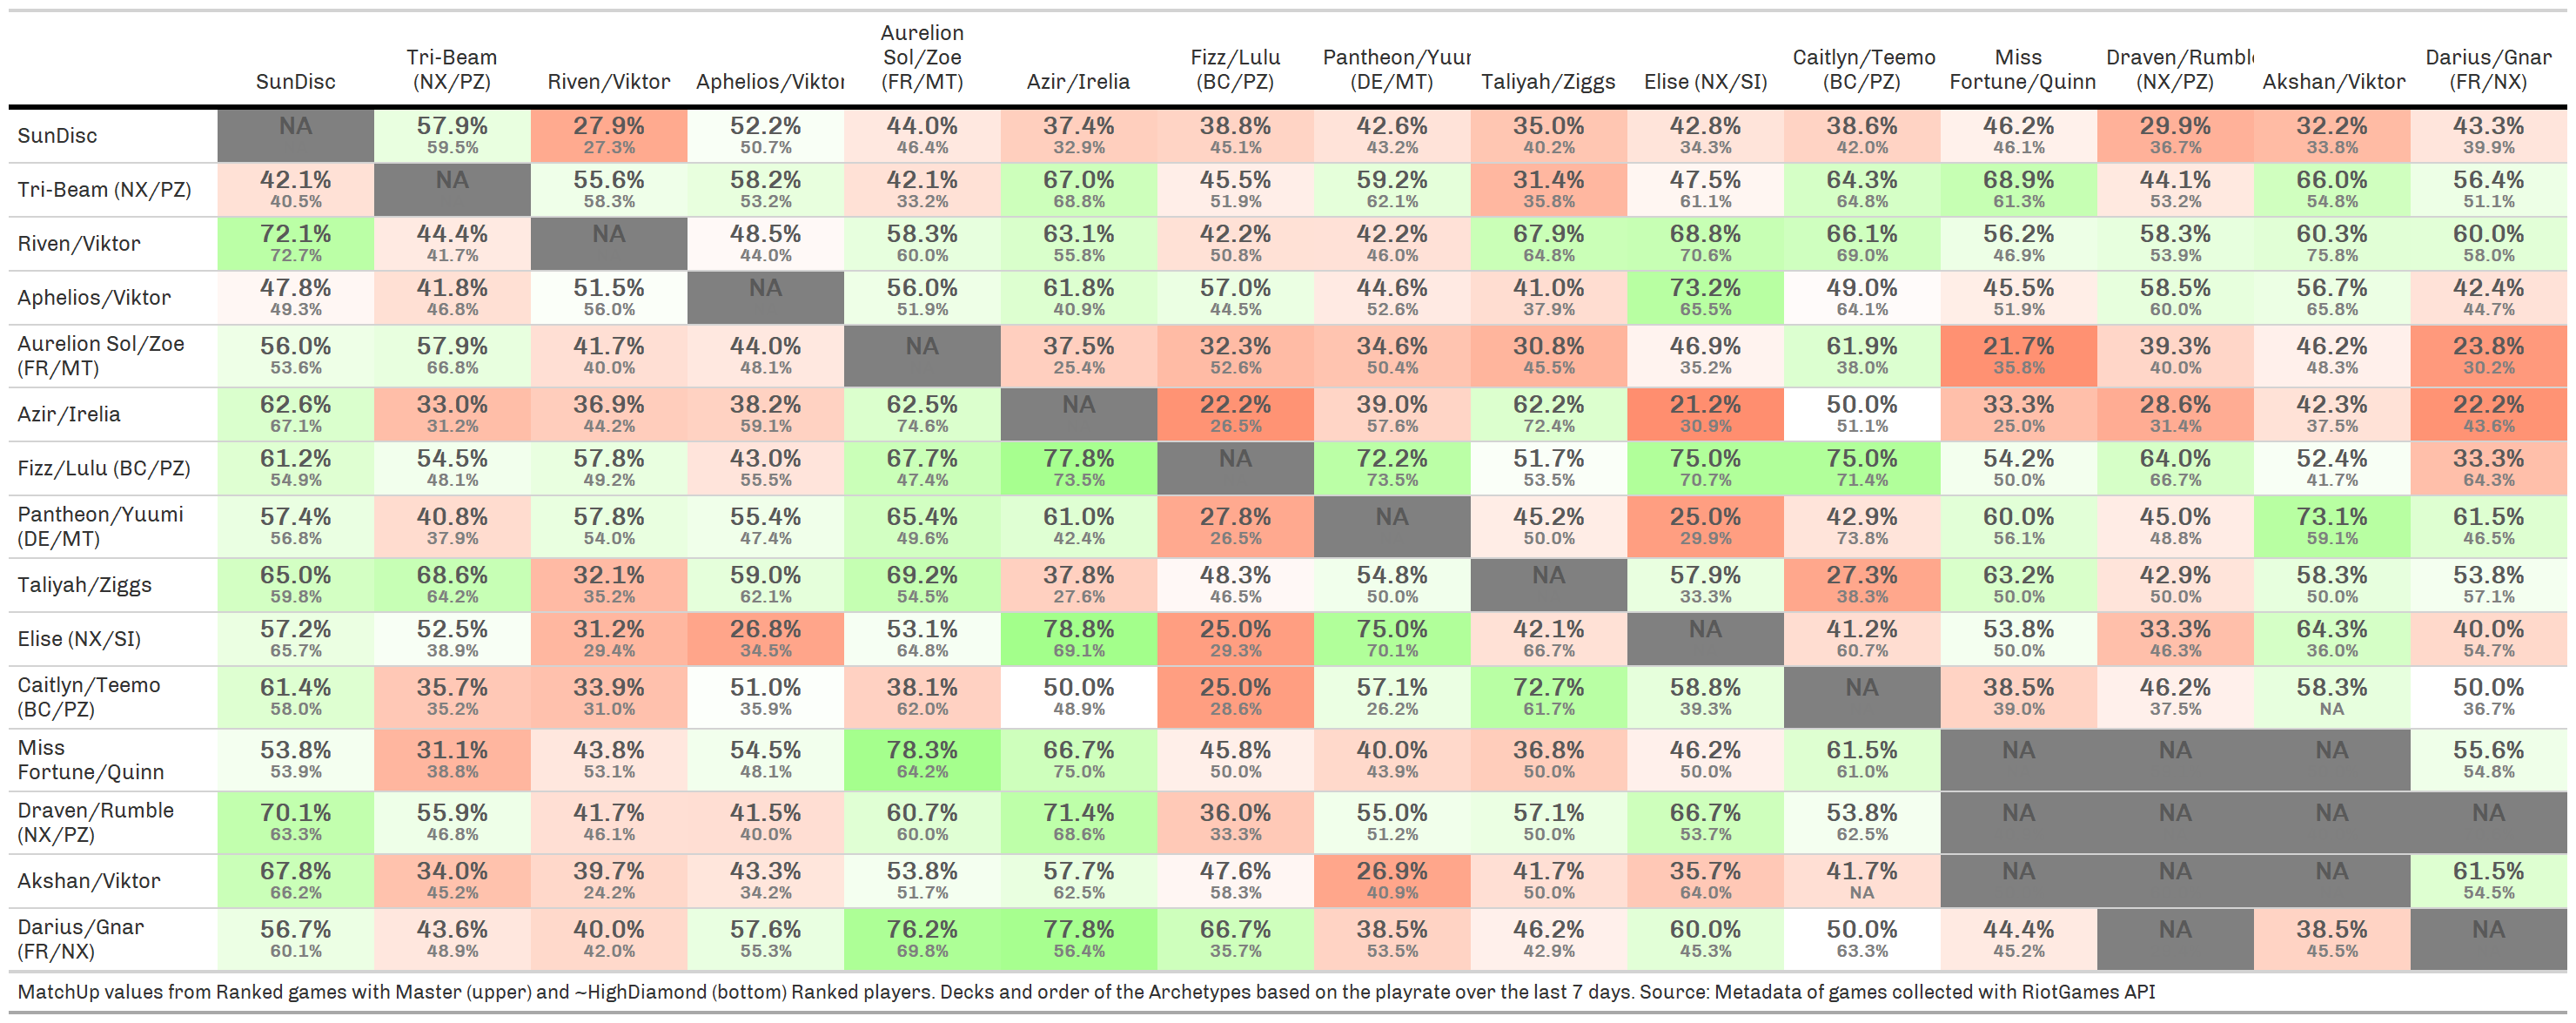 SunDisc Tri-Beam (NX/PZ) Riven/Viktor Aphelios/Viktor Aurelion Sol/Zoe (FR/MT) Azir/Irelia Fizz/Lulu (BC/PZ) Pantheon/Yuur (DE/MT) Taliyah/Ziggs Elise (NX/SI) Caitlyn/Teemo (BC/PZ) Miss Fortune/Quinn Draven/Rumble (NX/PZ) Akshan/Viktor Darius/Gnar (FR/NX)
SunDisc NA 57.9% 27.9% 52.2% 44.0% 37.4% 38.8% 42.6% 35.0% 42.8% 38.6% 46.2% 29.9% 32.2% 43.3%
59.5% 27.3% 50.7% 46.4% 32.9% 45.1% 43.2% 40.2% 34.3% 42.0% 46.1% 36.7% 33.8% 39.9%
Tri-Beam (NX/PZ) 42.1% NA 55.6% 58.2% 42.1% 67.0% 45.5% 59.2% 31.4% 47.5% 64.3% 68.9% 44.1% 66.0% 56.4%
40.5% 58.3% 53.2% 33.2% 68.8% 51.9% 62.1% 35.8% 61.1% 64.8% 61.3% 53.2% 54.8% 51.1%
Riven/Viktor 72.1% 44.4% NA 48.5% 58.3% 63.1% 42.2% 42.2% 67.9% 68.8% 66.1% 56.2% 58.3% 60.3% 60.0%
72.7% 41.7% 44.0% 60.0% 55.8% 50.8% 46.0% 64.8% 70.6% 69.0% 46.9% 53.9% 75.8% 58.0%
Aphelios/Viktor 47.8% 41.8% 51.5% NA 56.0% 61.8% 57.0% 44.6% 41.0% 73.2% 49.0% 45.5% 58.5% 56.7% 42.4%
49.3% 46.8% 56.0% 51.9% 40.9% 44.5% 52.6% 37.9% 65.5% 64.1% 51.9% 60.0% 65.8% 44.7%
Aurelion Sol/Zoe 56.0% 57.9% 41.7% 44.0% NA 37.5% 32.3% 34.6% 30.8% 46.9% 61.9% 21.7% 39.3% 46.2% 23.8%
(FR/MT) 53.6% 66.8% 40.0% 48.1% 25.4% 52.6% 50.4% 45.5% 35.2% 38.0% 35.8% 40.0% 48.3% 30.2%
Azir/Irelia 62.6% 33.0% 36.9% 38.2% 62.5% NA 22.2% 39.0% 62.2% 21.2% 50.0% 33.3% 28.6% 42.3% 22.2%
67.1% 31.2% 44.2% 59.1% 74.6% 26.5% 57.6% 72.4% 30.9% 51.1% 25.0% 31.4% 37.5% 43.6%
Fizz/Lulu (BC/PZ) 61.2% 54.5% 57.8% 43.0% 67.7% 77.8% NA 72.2% 51.7% 75.0% 75.0% 54.2% 64.0% 52.4% 33.3%
54.9% 48.1% 49.2% 55.5% 47.4% 73.5% 73.5% 53.5% 70.7% 71.4% 50.0% 66.7% 41.7% 64.3%
Pantheon/Yuumi 57.4% 40.8% 57.8% 55.4% 65.4% 61.0% 27.8% NA 45.2% 25.0% 42.9% 60.0% 45.0% 73.1% 61.5%
(DE/MT) 56.8% 37.9% 54.0% 47.4% 49.6% 42.4% 26.5% 50.0% 29.9% 73.8% 56.1% 48.8% 59.1% 46.5%
Taliyah/Ziggs 65.0% 68.6% 32.1% 59.0% 69.2% 37.8% 48.3% 54.8% NA 57.9% 27.3% 63.2% 42.9% 58.3% 53.8%
59.8% 64.2% 35.2% 62.1% 54.5% 27.6% 46.5% 50.0% 33.3% 38.3% 50.0% 50.0% 50.0% 57.1%
Elise (NX/SI) 57.2% 52.5% 31.2% 26.8% 53.1% 78.8% 25.0% 75.0% 42.1% NA 41.2% 53.8% 33.3% 64.3% 40.0%
65.7% 38.9% 29.4% 34.5% 64.8% 69.1% 29.3% 70.1% 66.7% 60.7% 50.0% 46.3% 36.0% 54.7%
Caitlyn/Teemo 61.4% 35.7% 33.9% 51.0% 38.1% 50.0% 25.0% 57.1% 72.7% 58.8% NA 38.5% 46.2% 58.3% 50.0%
(BC/PZ) 58.0% 35.2% 31.0% 35.9% 62.0% 48.9% 28.6% 26.2% 61.7% 39.3% 39.0% 37.5% NA 36.7%
Miss 53.8% 31.1% 43.8% 54.5% 78.3% 66.7% 45.8% 40.0% 36.8% 46.2% 61.5% NA NA NA 55.6%
Fortune/Quinn 53.9% 38.8% 53.1% 48.1% 64.2% 75.0% 50.0% 43.9% 50.0% 50.0% 61.0% 54.8%
Draven/Rumble 70.1% 55.9% 41.7% 41.5% 60.7% 71.4% 36.0% 55.0% 57.1% 66.7% 53.8% NA NA NA NA
(NX/PZ) 63.3% 46.8% 46.1% 40.0% 60.0% 68.6% 33.3% 51.2% 50.0% 53.7% 62.5%
Akshan/Viktor 67.8% 34.0% 39.7% 43.3% 53.8% 57.7% 47.6% 26.9% 41.7% 35.7% 41.7% NA NA NA 61.5%
66.2% 45.2% 24.2% 34.2% 51.7% 62.5% 58.3% 40.9% 50.0% 64.0% NA 54.5%
Darius/Gnar 56.7% 43.6% 40.0% 57.6% 76.2% 77.8% 66.7% 38.5% 46.2% 60.0% 50.0% 44.4% NA 38.5% NA
(FR/NX) 60.1% 48.9% 42.0% 55.3% 69.8% 56.4% 35.7% 53.5% 42.9% 45.3% 63.3% 45.2% 45.5%
MatchUp values from Ranked games with Master (upper) and ~HighDiamond (bottom) Ranked players. Decks and order of the Archetypes based on the playrate over the last 7 days. Source: Metadata of games collected with RiotGames API